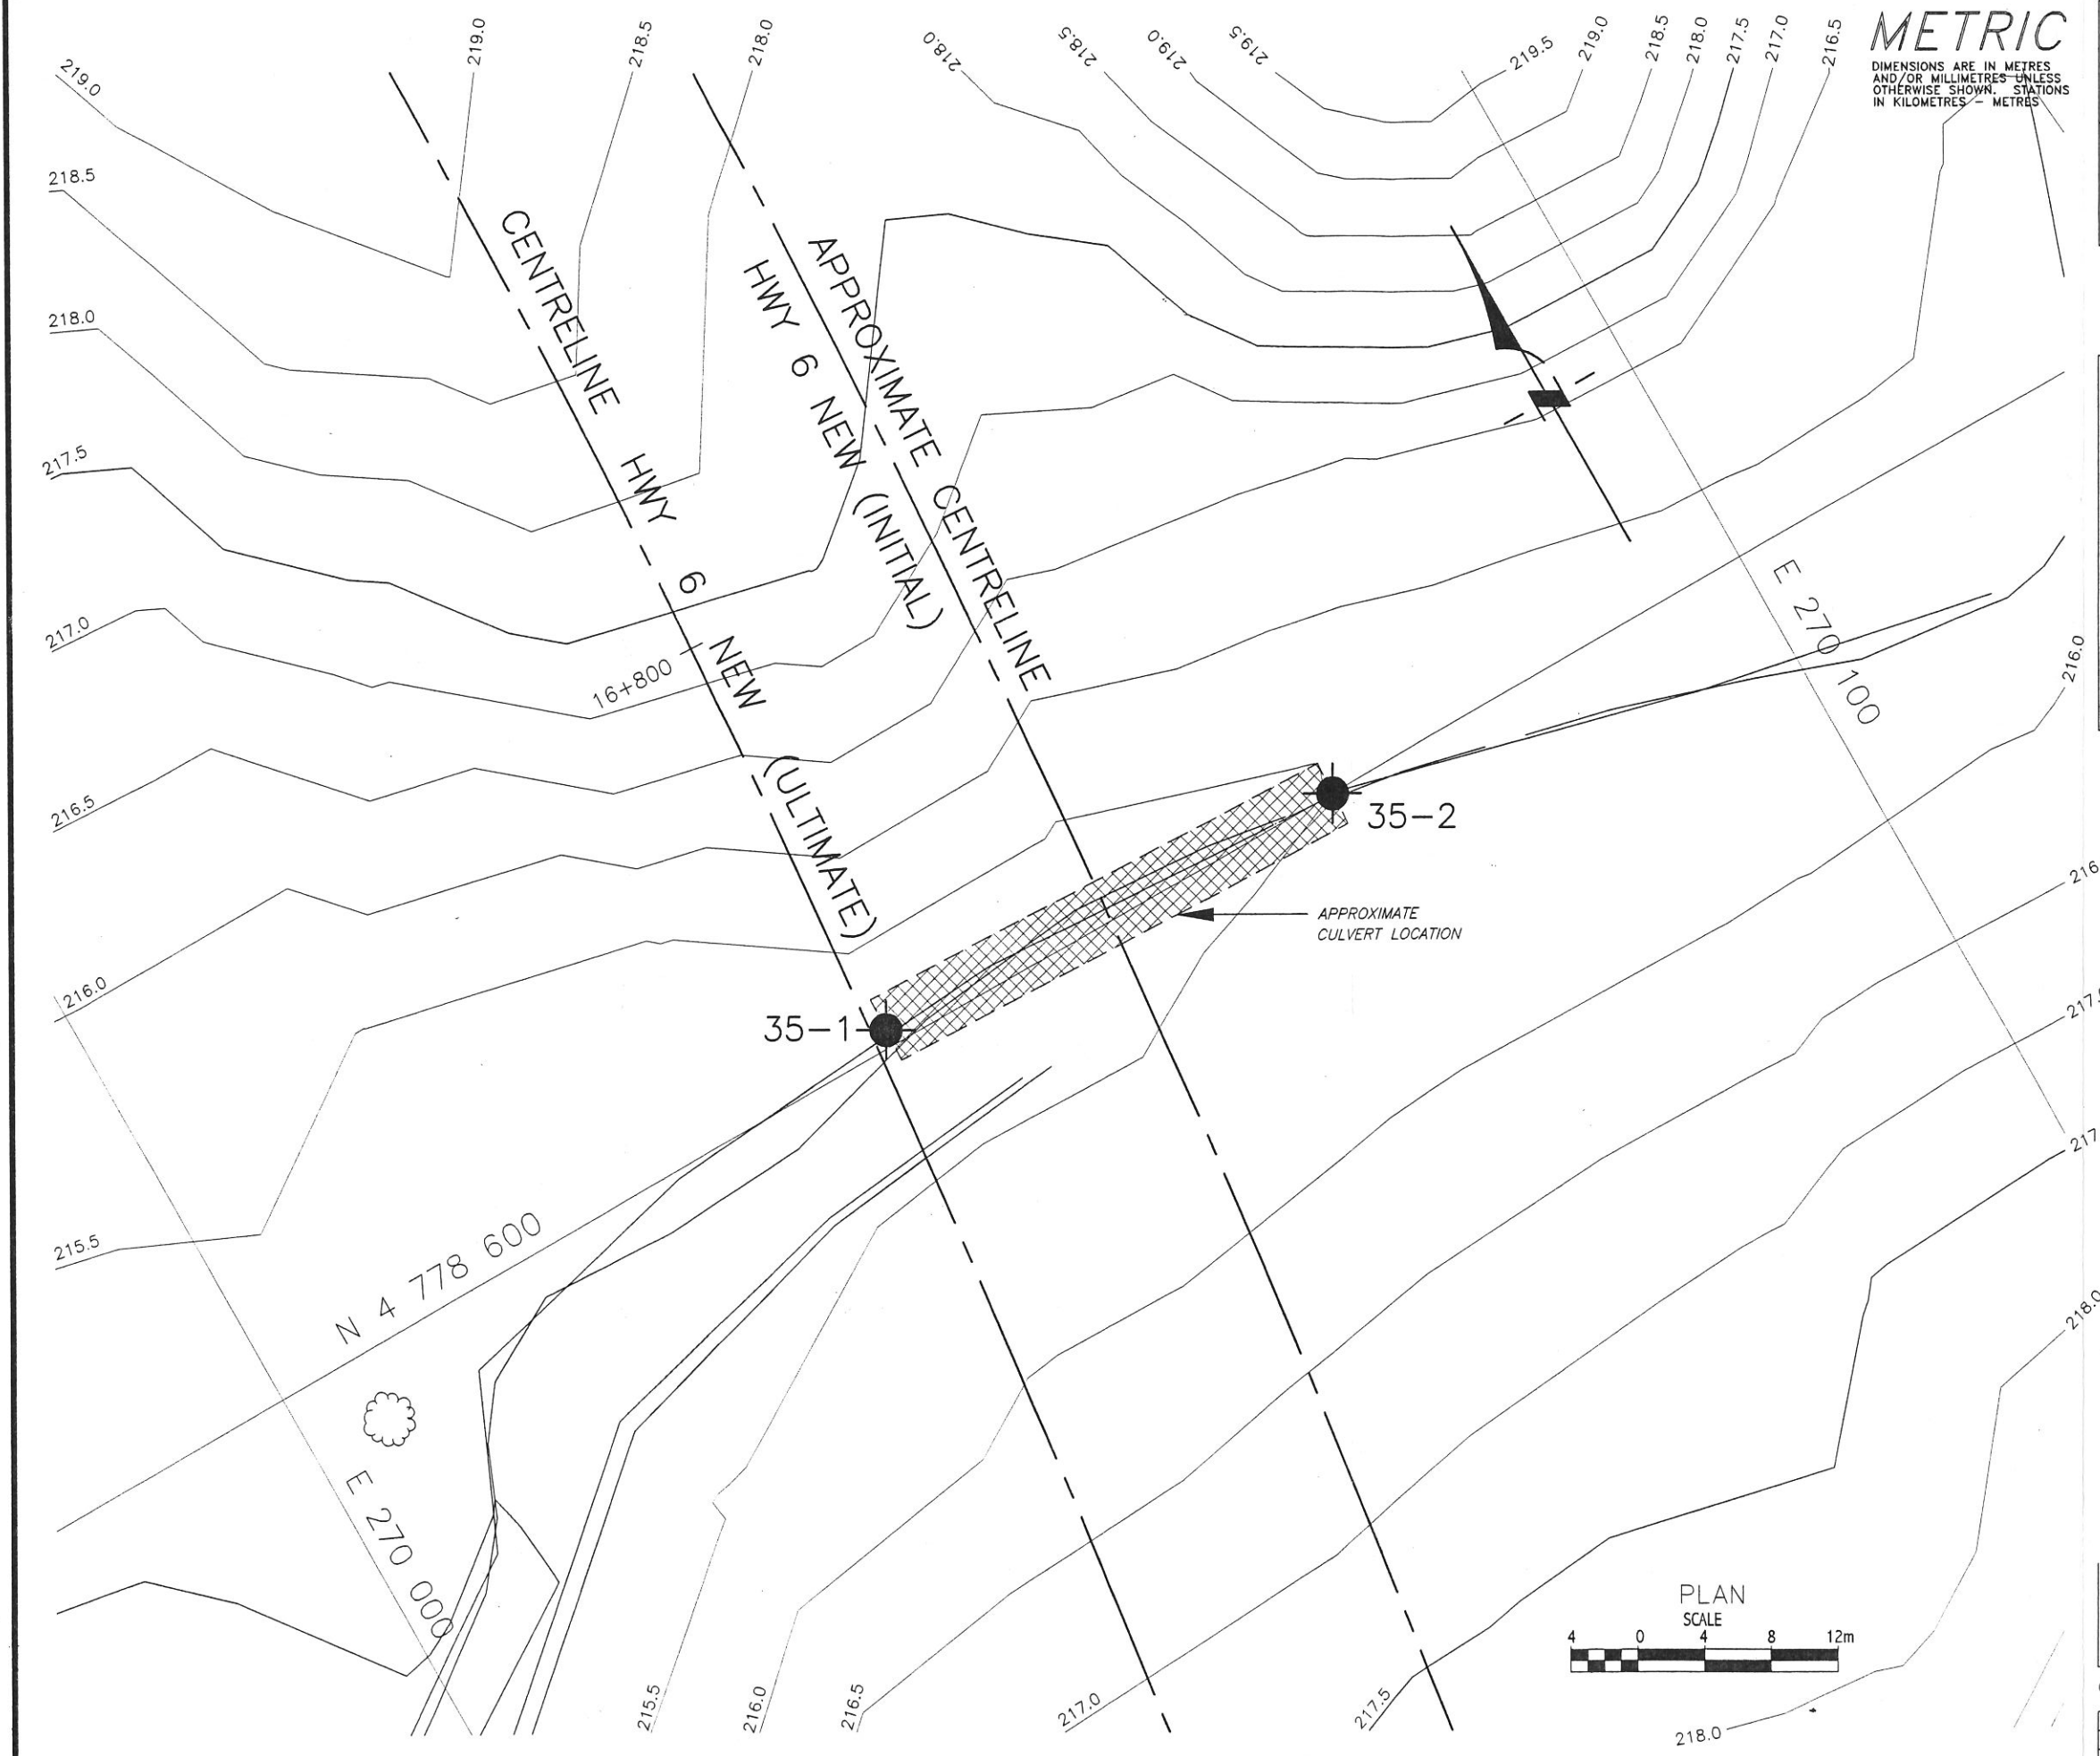 METRIC
DIMENSIONS ARE IN METRES
AND/OR MILLIMETRES UNLESS
OTHERWISE SHOWN. STATIONS
IN KILOMETRES - METRES
219.0
218.5
218.0
218.0
218.5
219.0
219.5
219.5
219.0
218.5
218.0
217.5
217.0
216.5
219.0
218.5
218.0
217.5
217.0
216.5
216.0
215.5
CENTRELINE HWY 6 NEW (ULTIMATE)
APPROXIMATE CENTRELINE
HWY 6 NEW (INITIAL)
16+800
E 270 100
216.0
35-2
APPROXIMATE
CULVERT LOCATION
35-1
216
217.
217
218.0
N 4 778 600
E 270 000
PLAN
SCALE
4 0 4 8 12m
215.5
216.0
216.5
217.0
217.5
218.0